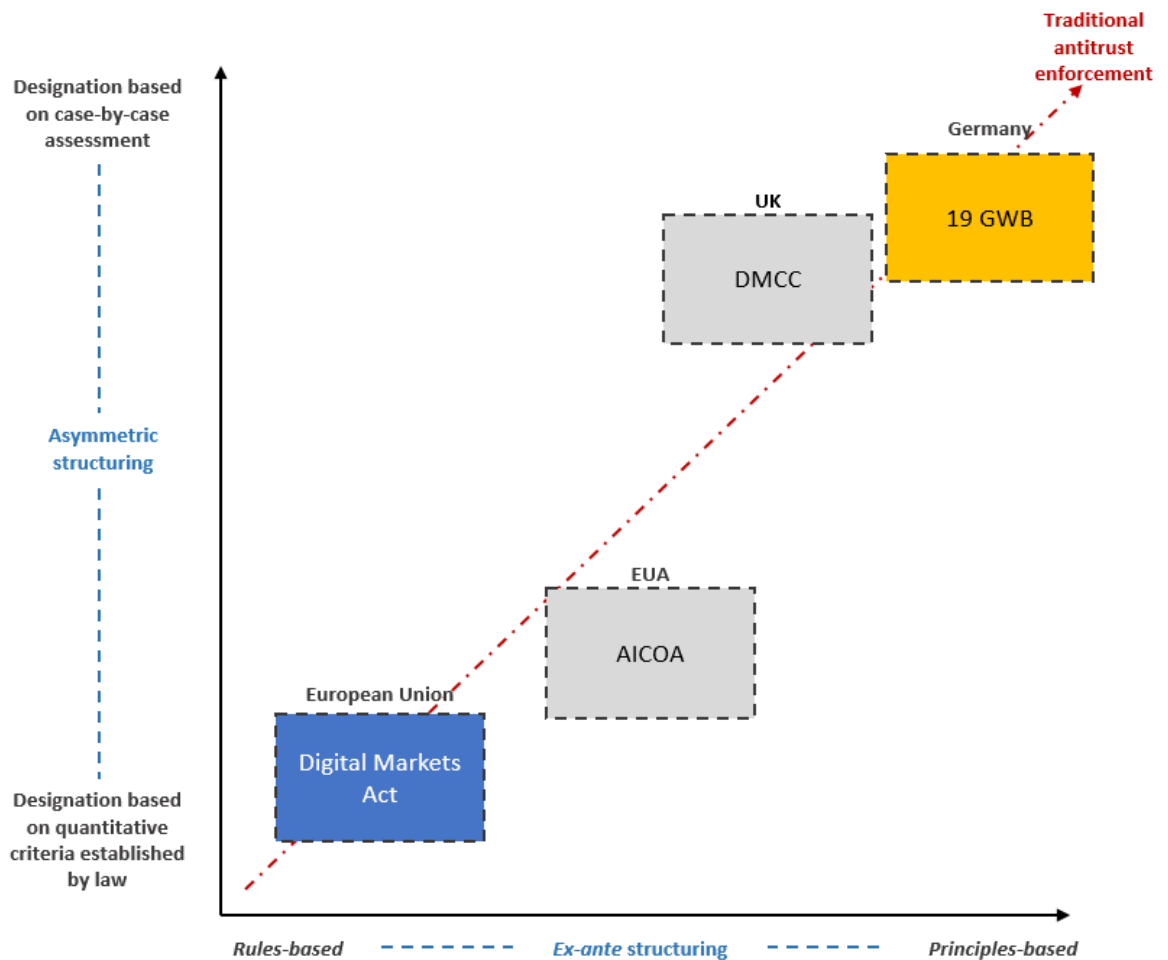 Traditional
antitrust
enforcement
Designation based
on case-by-case
assessment
Germany
19 GWB
UK
DMCC
Asymmetric
structuring
EUA
AICOA
European Union
Digital Markets
Act
Designation based
on quantitative
criteria established
by law
Rules-based
Ex-ante structuring
Principles-based